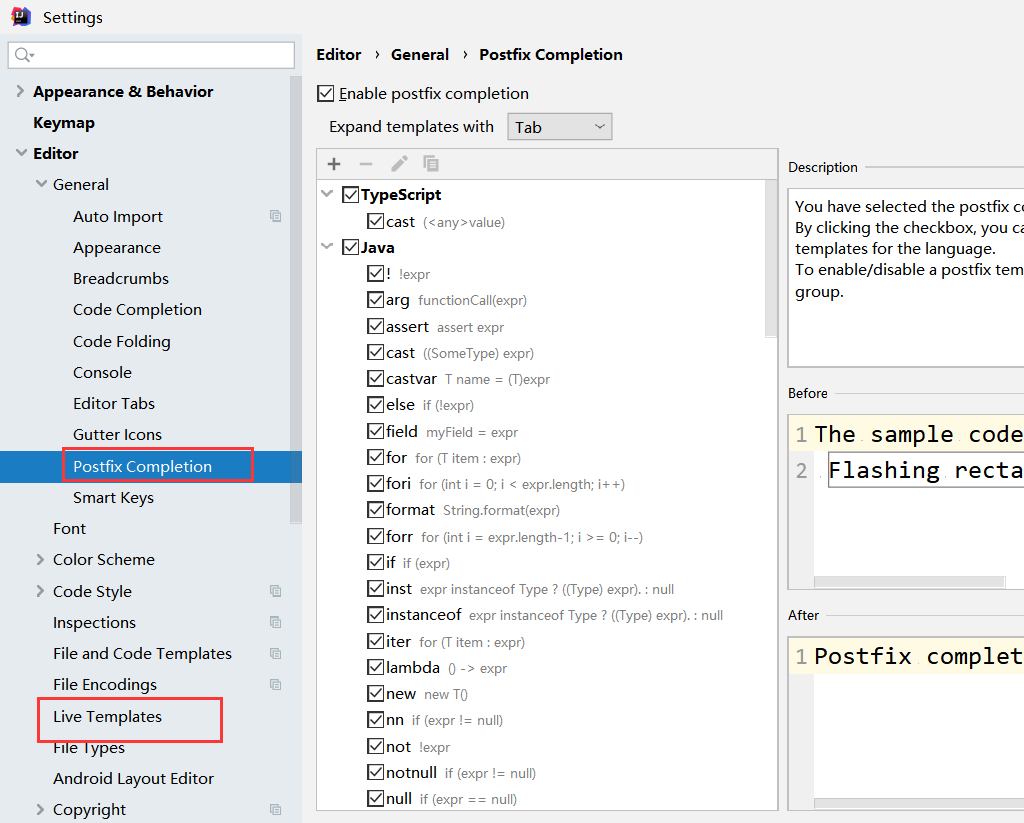 Settings
Appearance & Behavior
Keymap
Editor
General
Auto Import
Appearance
Breadcrumbs
Code Completion
Code Folding
Console
Editor Tabs
Gutter Icons
Postfix Completion
Smart Keys
Font
Color Scheme
Code Style
Inspections
File and Code Templates
File Encodings
Live Templates
File Types
Android Layout Editor
Copyright
Editor › General › Postfix Completion
Enable postfix completion
Expand templates with Tab
TypeScript
cast (<any>value)
Java
! !expr
arg functionCall(expr)
assert assert expr
cast ((SomeType) expr)
castvar T name = (T)expr
else if (!expr)
field myField = expr
for for (T item : expr)
fori for (int i = 0; i < expr.length; i++)
format String.format(expr)
forr for (int i = expr.length-1; i >= 0; i--)
if if (expr)
inst expr instanceof Type ? ((Type) expr). : null
instanceof expr instanceof Type ? ((Type) expr). : null
iter for (T item : expr)
lambda () -> expr
new new T()
nn if (expr != null)
not !expr
notnull if (expr != null)
null if (expr == null)
Description
You have selected the postfix co
By clicking the checkbox, you ca
templates for the language.
To enable/disable a postfix tem
group.
Before
1 The sample code
2 Flashing recta
After
1 Postfix complet